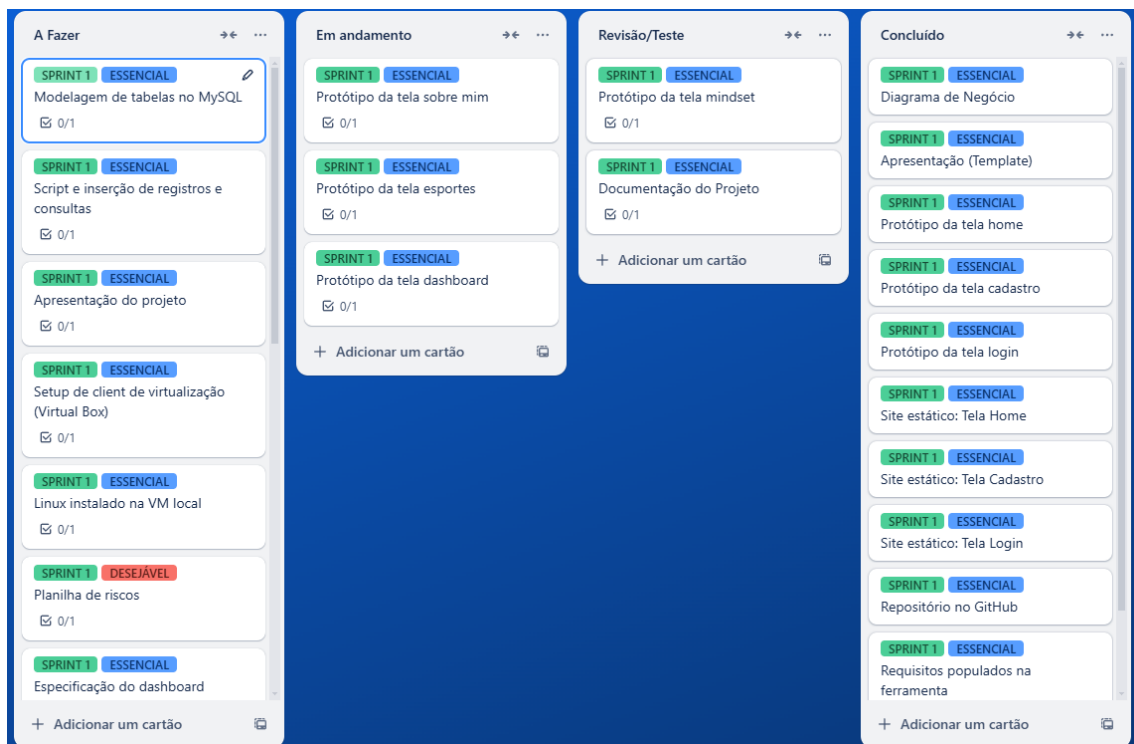 A Fazer
SPRINT 1 ESSENCIAL
Modelagem de tabelas no MySQL
0/1
SPRINT 1 ESSENCIAL
Script e inserção de registros e
consultas
0/1
SPRINT 1 ESSENCIAL
Apresentação do projeto
0/1
SPRINT 1 ESSENCIAL
Setup de client de virtualização
(Virtual Box)
0/1
SPRINT 1 ESSENCIAL
Linux instalado na VM local
0/1
SPRINT 1 DESEJÁVEL
Planilha de riscos
0/1
SPRINT 1 ESSENCIAL
Especificação do dashboard
+ Adicionar um cartão
Em andamento
SPRINT 1 ESSENCIAL
Protótipo da tela sobre mim
0/1
SPRINT 1 ESSENCIAL
Protótipo da tela esportes
0/1
SPRINT 1 ESSENCIAL
Protótipo da tela dashboard
0/1
+ Adicionar um cartão
Revisão/Teste
SPRINT 1 ESSENCIAL
Protótipo da tela mindset
0/1
SPRINT 1 ESSENCIAL
Documentação do Projeto
0/1
+ Adicionar um cartão
Concluído
SPRINT 1 ESSENCIAL
Diagrama de Negócio
SPRINT 1 ESSENCIAL
Apresentação (Template)
SPRINT 1 ESSENCIAL
Protótipo da tela home
SPRINT 1 ESSENCIAL
Protótipo da tela cadastro
SPRINT 1 ESSENCIAL
Protótipo da tela login
SPRINT 1 ESSENCIAL
Site estático: Tela Home
SPRINT 1 ESSENCIAL
Site estático: Tela Cadastro
SPRINT 1 ESSENCIAL
Site estático: Tela Login
SPRINT 1 ESSENCIAL
Repositório no GitHub
SPRINT 1 ESSENCIAL
Requisitos populados na
ferramenta
+ Adicionar um cartão